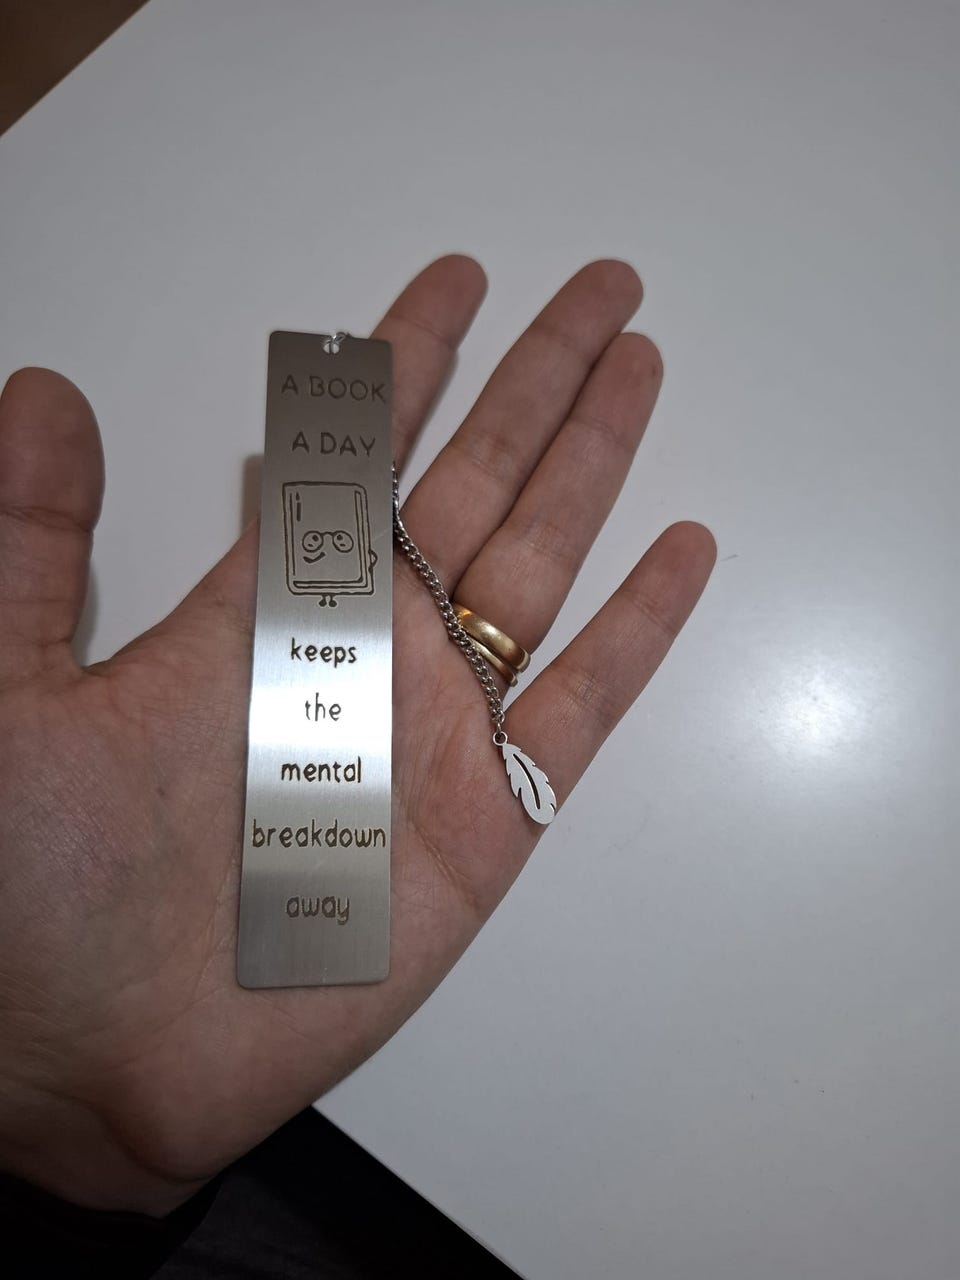 A BOOK
A DAY
keeps
the
mental
breakdown
away